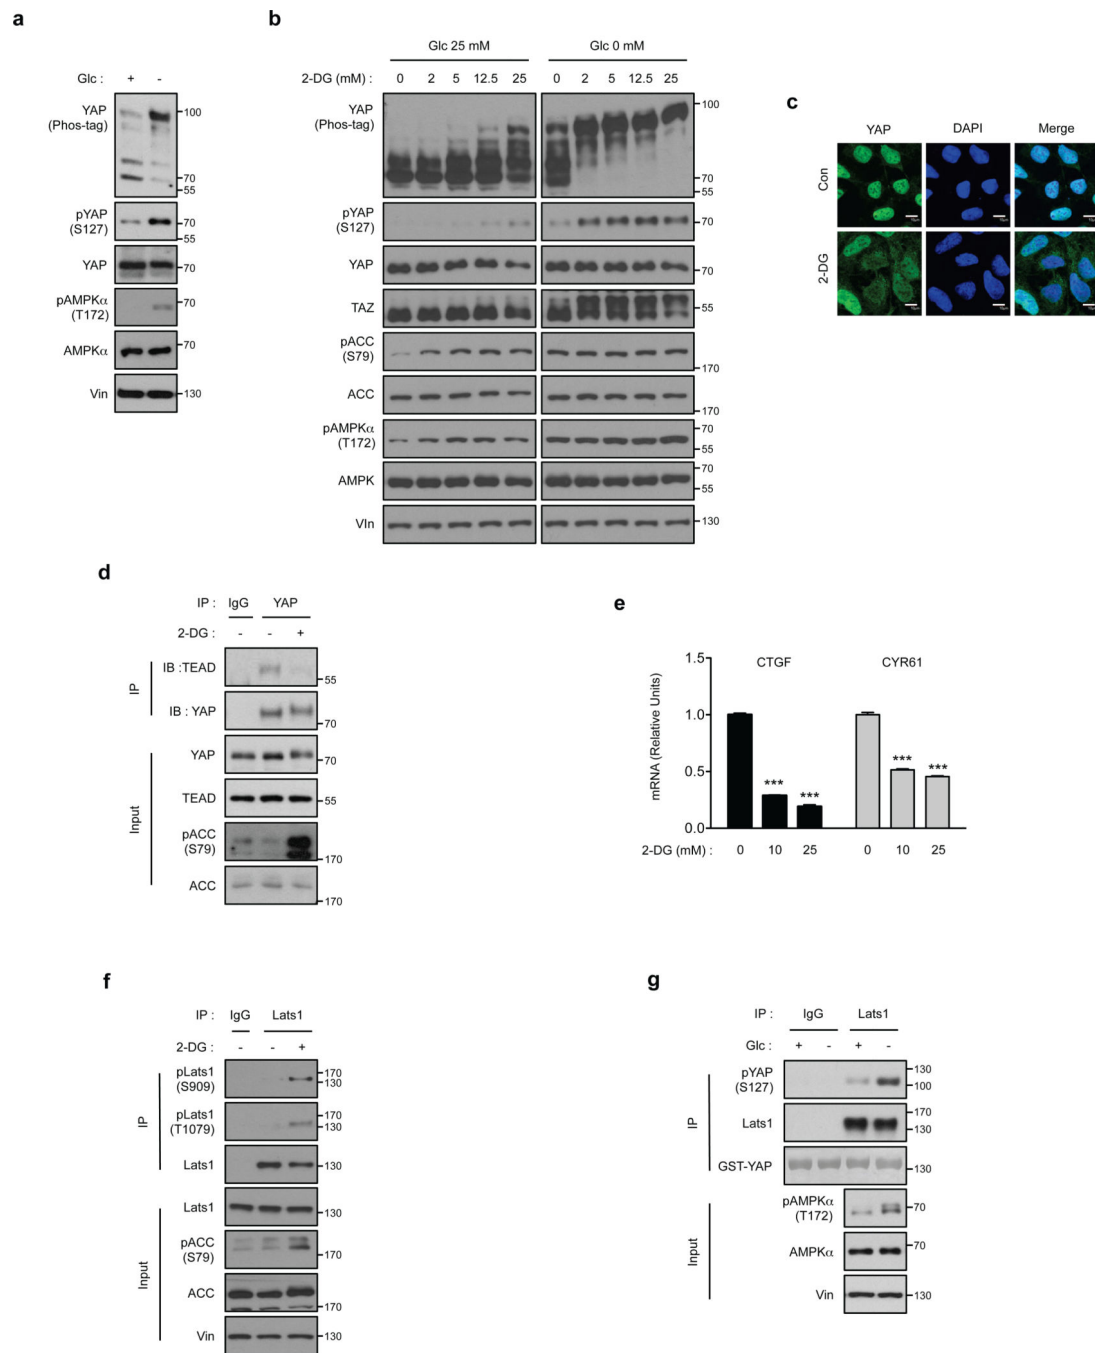 a
Glc : + -
YAP
(Phos-tag)
100
70
55
pYAP
(S127)
70
55
YAP
70
pAMPKα
(T172)
70
AMPKα
70
Vin
130
b
Glc 25 mM Glc 0 mM
2-DG (mM) : 0 2 5 12.5 25 0 2 5 12.5 25
YAP
(Phos-tag)
100
70
55
pYAP
(S127)
70
YAP
70
TAZ
55
pACC
(S79)
170
ACC
170
pAMPKα
(T172)
70
55
AMPK
70
55
VIn
130
c
YAP DAPI Merge
Con
2-DG
d
IP : IgG YAP
2-DG : - - +
IP
IB :TEAD
55
IB : YAP
70
Input
YAP
70
TEAD
55
pACC
(S79)
170
ACC
170
e
mRNA (Relative Units)
1.5
1.0
0.5
0.0
CTGF CYR61
*** *** *** ***
2-DG (mM) : 0 10 25 0 10 25
f
IP : IgG Lats1
2-DG : - - +
IP
pLats1
(S909)
170
130
pLats1
(T1079)
170
130
Lats1
130
Input
Lats1
130
pACC
(S79)
170
ACC
170
Vin
130
g
IP : IgG Lats1
Glc : + - + -
IP
pYAP
(S127)
130
100
Lats1
170
130
GST-YAP
130
Input
pAMPKα
(T172)
70
AMPKα
70
Vin
130